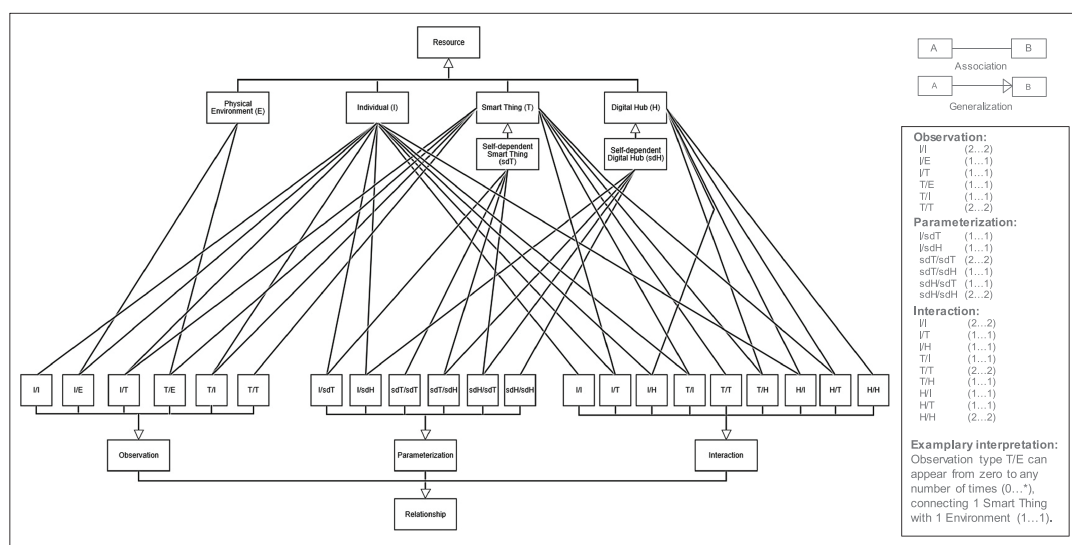 Resource
Physical
Environment (E)
Individual (I)
Smart Thing (T)
Digital Hub (H)
Self-dependent
Smart Thing
(sdT)
Self-dependent
Digital Hub (sdH)
I/I
I/E
I/T
T/E
T/I
T/T
I/sdT
I/sdH
sdT/sdT
sdT/sdH
sdH/sdT
sdH/sdH
I/I
I/T
I/H
T/I
T/T
T/H
H/I
H/T
H/H
Observation
Parameterization
Interaction
Relationship
A B
Association
A B
Generalization
Observation:
I/I (2...2)
I/E (1...1)
I/T (1...1)
T/E (1...1)
T/I (1...1)
T/T (2...2)
Parameterization:
I/sdT (1...1)
I/sdH (1...1)
sdT/sdT (2...2)
sdT/sdH (1...1)
sdH/sdT (1...1)
sdH/sdH (2...2)
Interaction:
I/I (2...2)
I/T (1...1)
I/H (1...1)
T/I (1...1)
T/T (2...2)
T/H (1...1)
H/I (1...1)
H/T (1...1)
H/H (2...2)
Examplary interpretation:
Observation type T/E can
appear from zero to any
number of times (0...*),
connecting 1 Smart Thing
with 1 Environment (1...1).